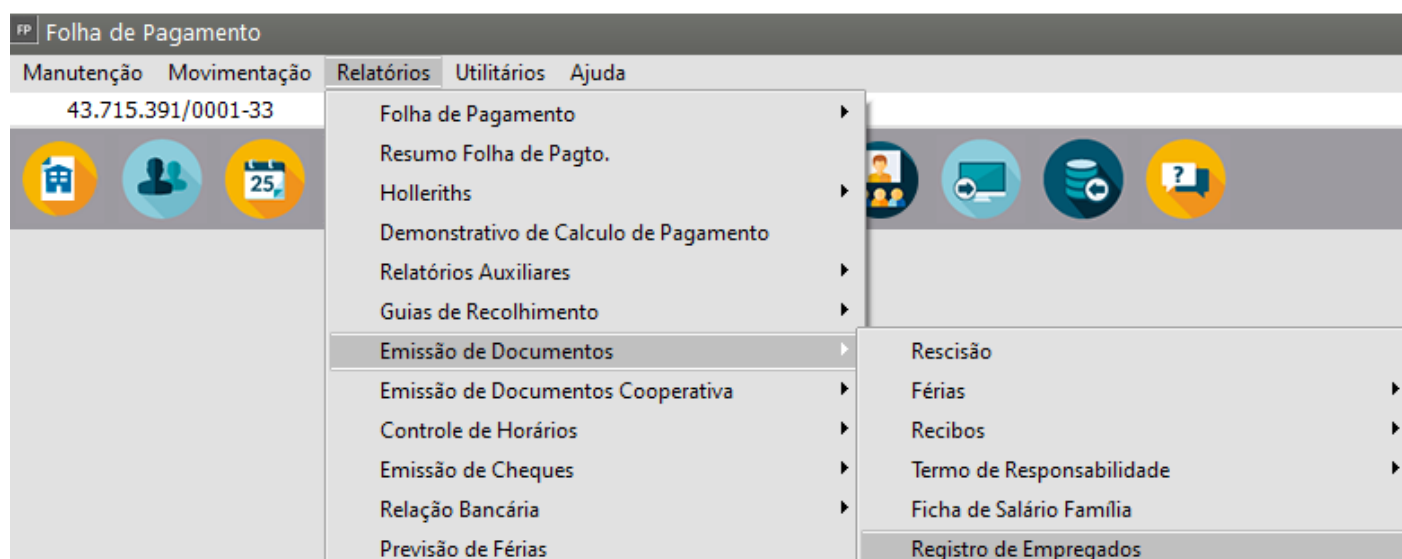 FP Folha de Pagamento
Manutenção Movimentação Relatórios Utilitários Ajuda
43.715.391/0001-33
25
?
Folha de Pagamento
Resumo Folha de Pagto.
Holleriths
Demonstrativo de Calculo de Pagamento
Relatórios Auxiliares
Guias de Recolhimento
Emissão de Documentos
Emissão de Documentos Cooperativa
Controle de Horários
Emissão de Cheques
Relação Bancária
Previsão de Férias
Rescisão
Férias
Recibos
Termo de Responsabilidade
Ficha de Salário Família
Registro de Empregados